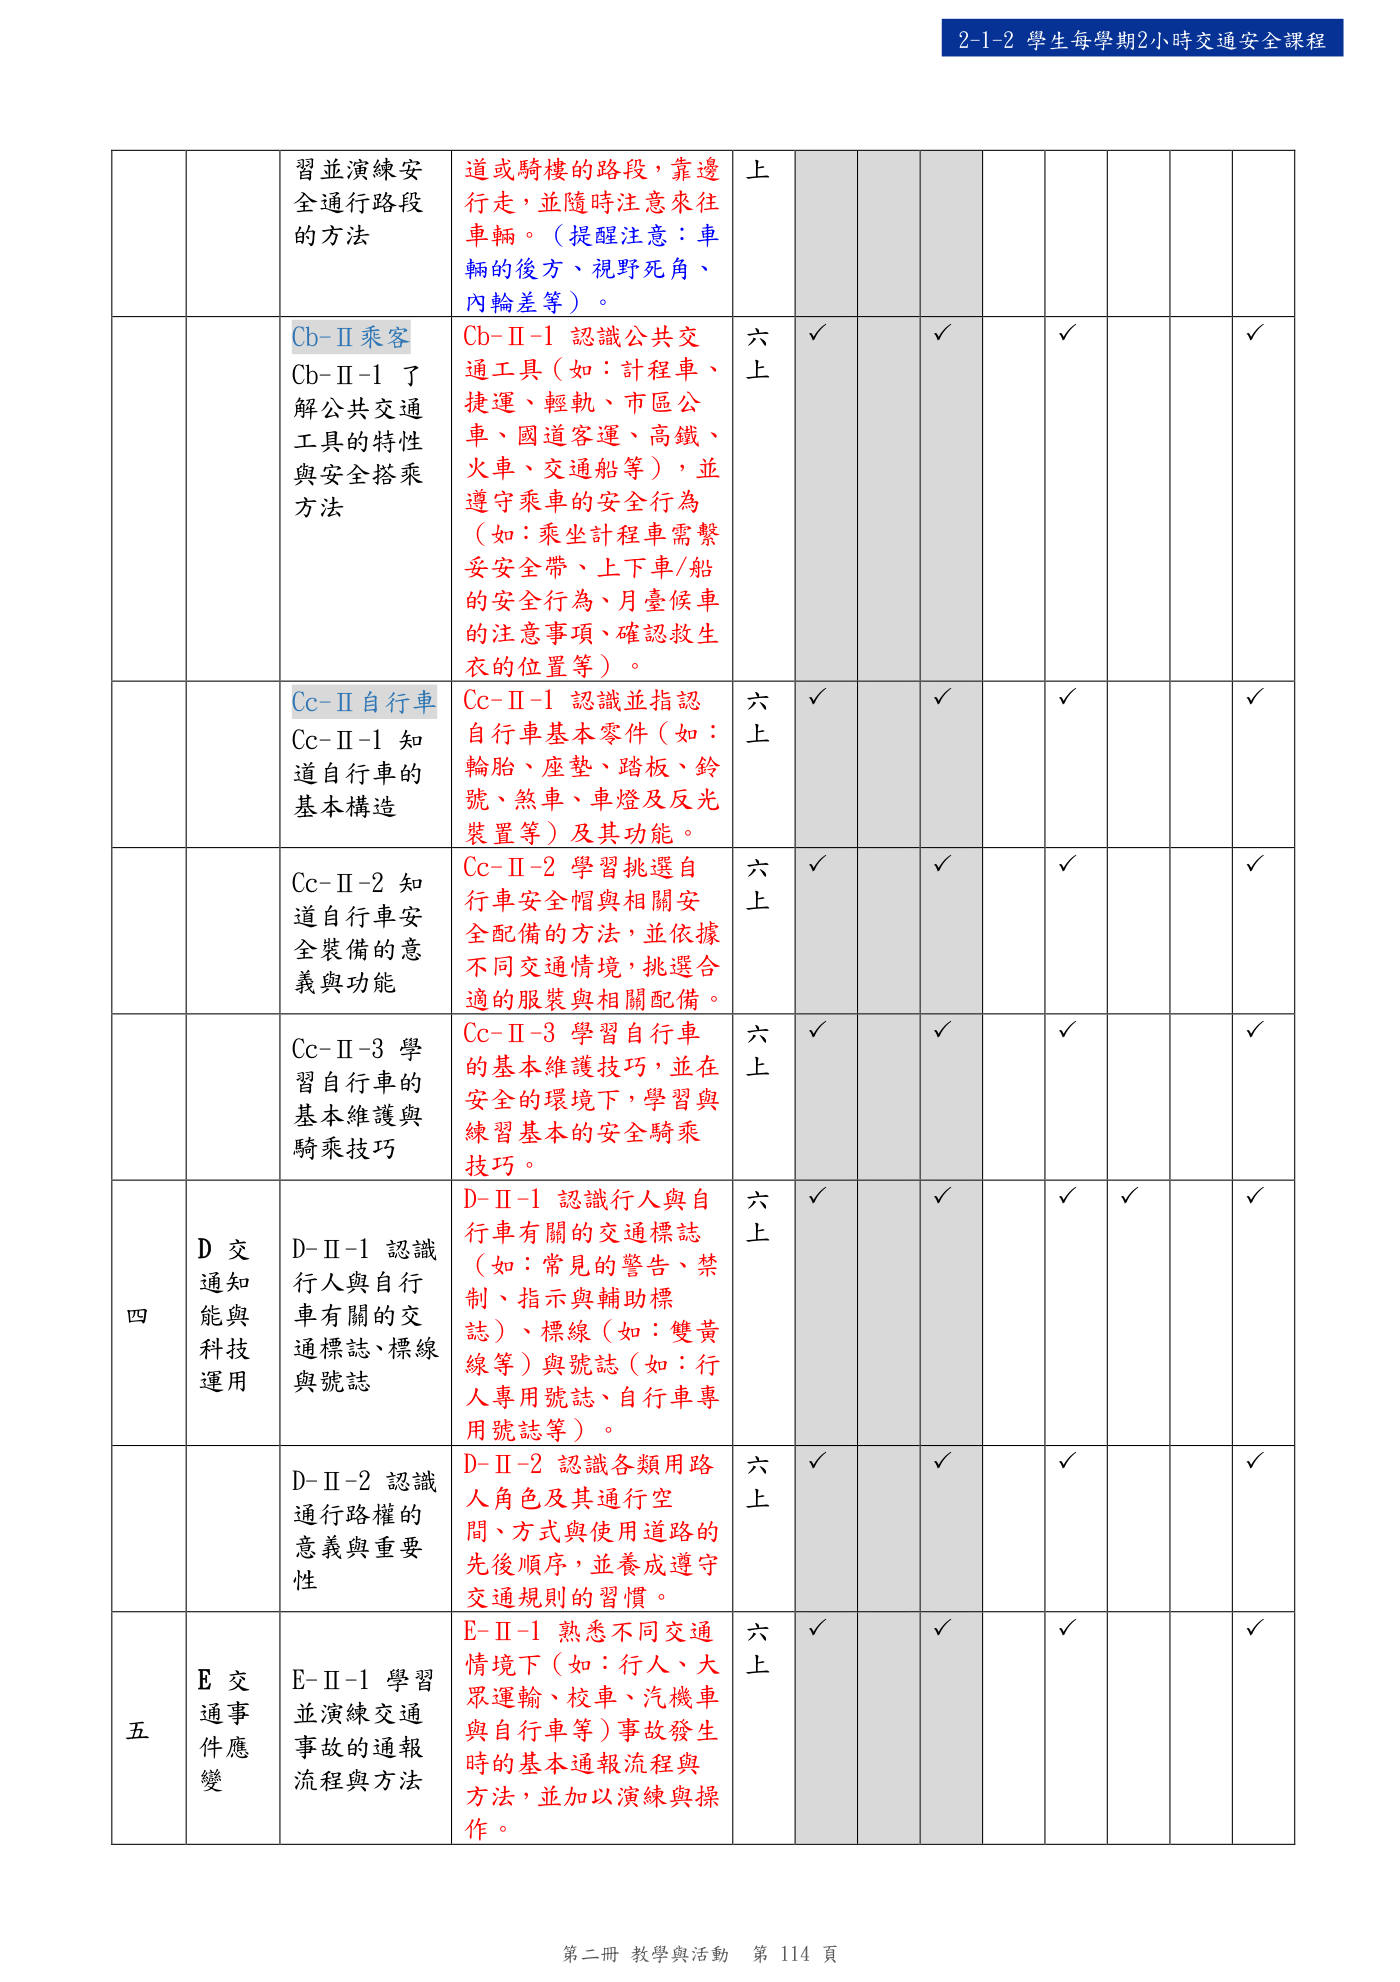 2-1-2 學生每學期2小時交通安全課程
習並演練安
全通行路段
的方法
道或騎樓的路段，靠邊
行走，並隨時注意來往
車輛。（提醒注意：車
輛的後方、視野死角、
內輪差等）。
上
Cb-Ⅱ乘客
Cb-Ⅱ-1 了
解公共交通
工具的特性
與安全搭乘
方法
Cb-Ⅱ-1 認識公共交
通工具（如：計程車、
捷運、輕軌、市區公
車、國道客運、高鐵、
火車、交通船等），並
遵守乘車的安全行為
（如：乘坐計程車需繫
妥安全帶、上下車/船
的安全行為、月臺候車
的注意事項、確認救生
衣的位置等）。
六
上
✓ ✓ ✓ ✓
Cc-Ⅱ自行車
Cc-Ⅱ-1 知
道自行車的
基本構造
Cc-Ⅱ-1 認識並指認
自行車基本零件（如：
輪胎、座墊、踏板、鈴
號、煞車、車燈及反光
裝置等）及其功能。
六
上
✓ ✓ ✓ ✓
Cc-Ⅱ-2 知
道自行車安
全裝備的意
義與功能
Cc-Ⅱ-2 學習挑選自
行車安全帽與相關安
全配備的方法，並依據
不同交通情境，挑選合
適的服裝與相關配備。
六
上
✓ ✓ ✓ ✓
Cc-Ⅱ-3 學
習自行車的
基本維護與
騎乘技巧
Cc-Ⅱ-3 學習自行車
的基本維護技巧，並在
安全的環境下，學習與
練習基本的安全騎乘
技巧。
六
上
✓ ✓ ✓ ✓
四
D 交
通知
能與
科技
運用
D-Ⅱ-1 認識
行人與自行
車有關的交
通標誌、標線
與號誌
D-Ⅱ-1 認識行人與自
行車有關的交通標誌
（如：常見的警告、禁
制、指示與輔助標
誌）、標線（如：雙黃
線等）與號誌（如：行
人專用號誌、自行車專
用號誌等）。
六
上
✓ ✓ ✓ ✓ ✓
D-Ⅱ-2 認識
通行路權的
意義與重要
性
D-Ⅱ-2 認識各類用路
人角色及其通行空
間、方式與使用道路的
先後順序，並養成遵守
交通規則的習慣。
六
上
✓ ✓ ✓ ✓
五
E 交
通事
件應
變
E-Ⅱ-1 學習
並演練交通
事故的通報
流程與方法
E-Ⅱ-1 熟悉不同交通
情境下（如：行人、大
眾運輸、校車、汽機車
與自行車等）事故發生
時的基本通報流程與
方法，並加以演練與操
作。
六
上
✓ ✓ ✓ ✓
第二冊 教學與活動 第 114 頁